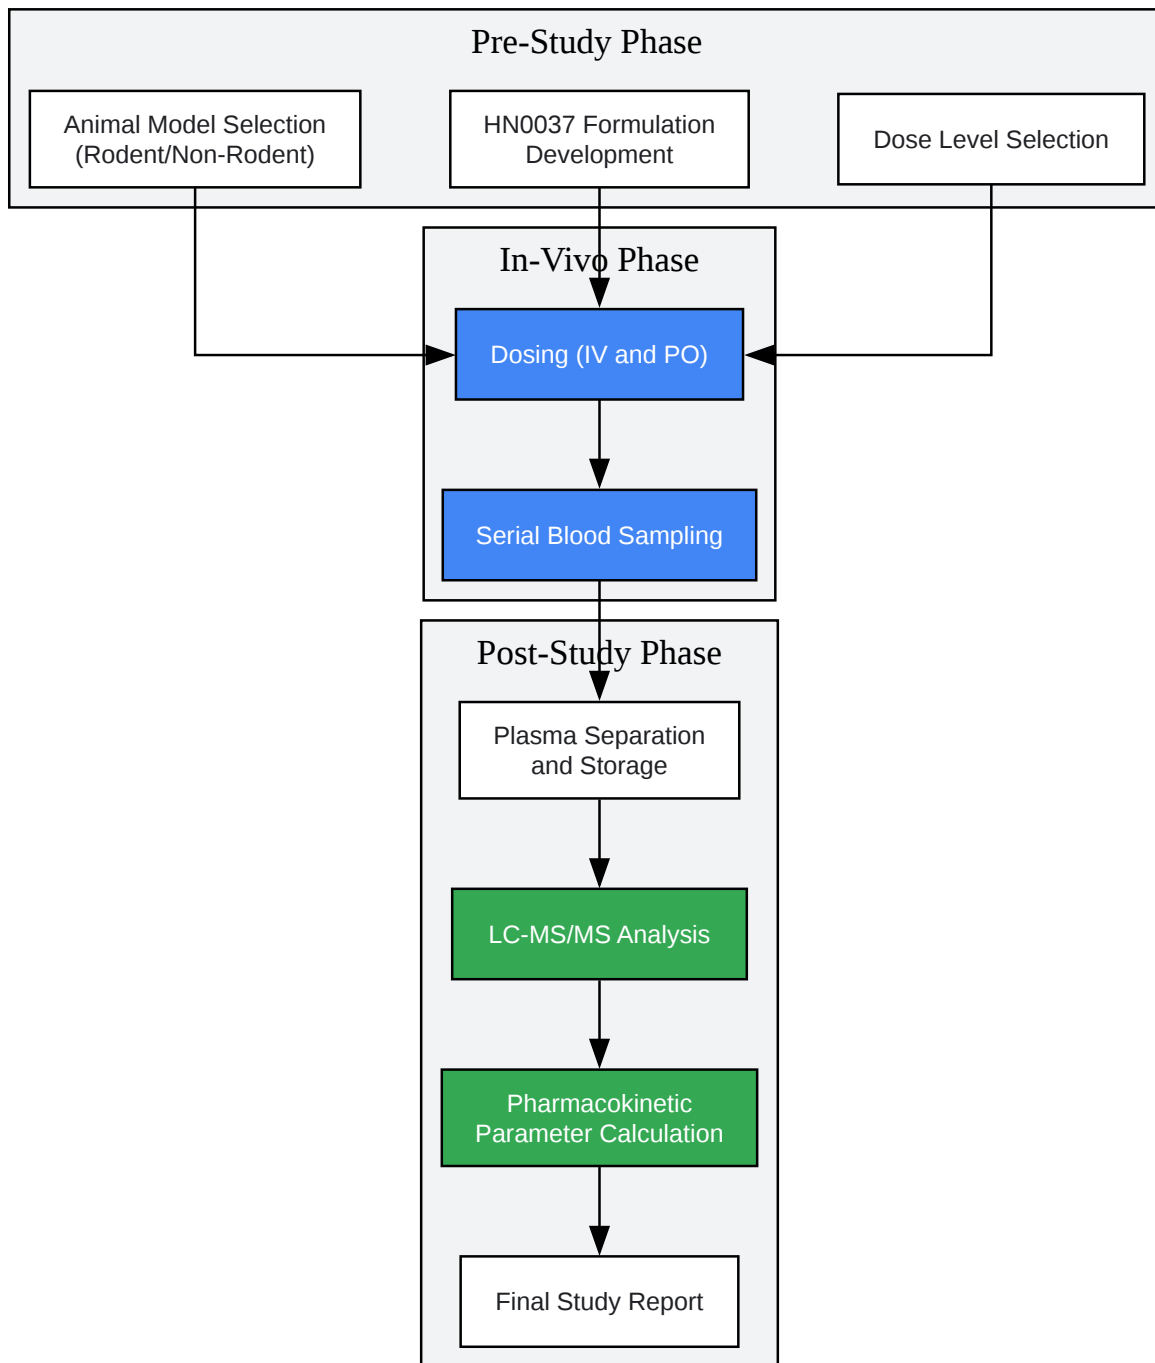 Pre-Study Phase
Animal Model Selection
(Rodent/Non-Rodent)
HN0037 Formulation
Development
Dose Level Selection
In-Vivo Phase
Dosing (IV and PO)
Serial Blood Sampling
Post-Study Phase
Plasma Separation
and Storage
LC-MS/MS Analysis
Pharmacokinetic
Parameter Calculation
Final Study Report